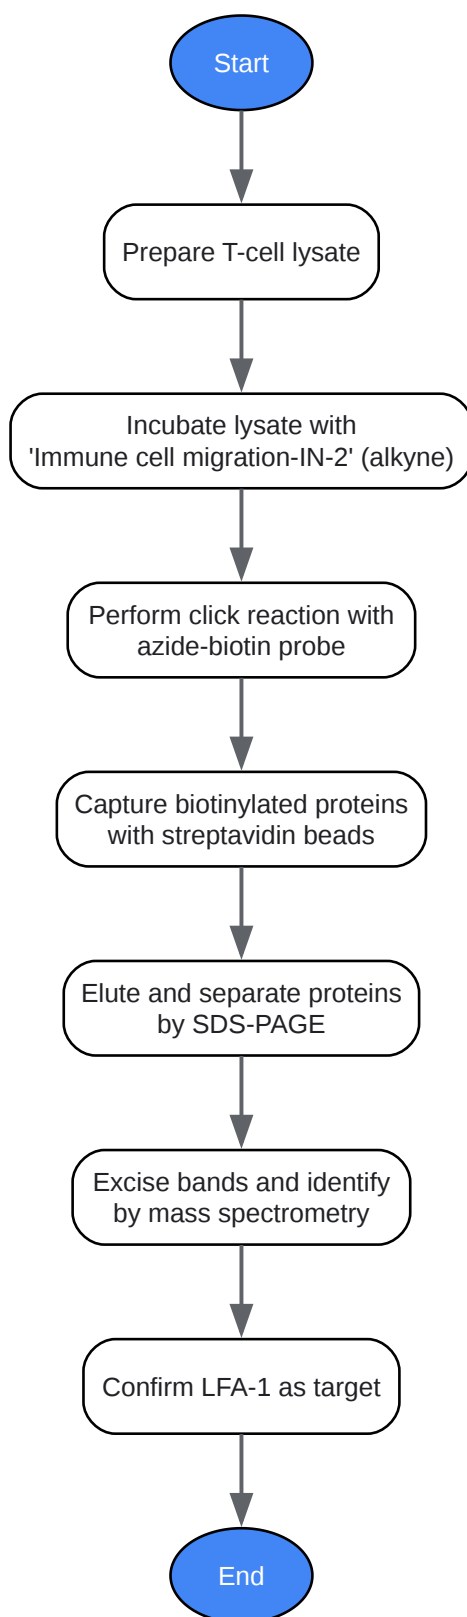 Start
Prepare T-cell lysate
Incubate lysate with
'Immune cell migration-IN-2' (alkyne)
Perform click reaction with
azide-biotin probe
Capture biotinylated proteins
with streptavidin beads
Elute and separate proteins
by SDS-PAGE
Excise bands and identify
by mass spectrometry
Confirm LFA-1 as target
End